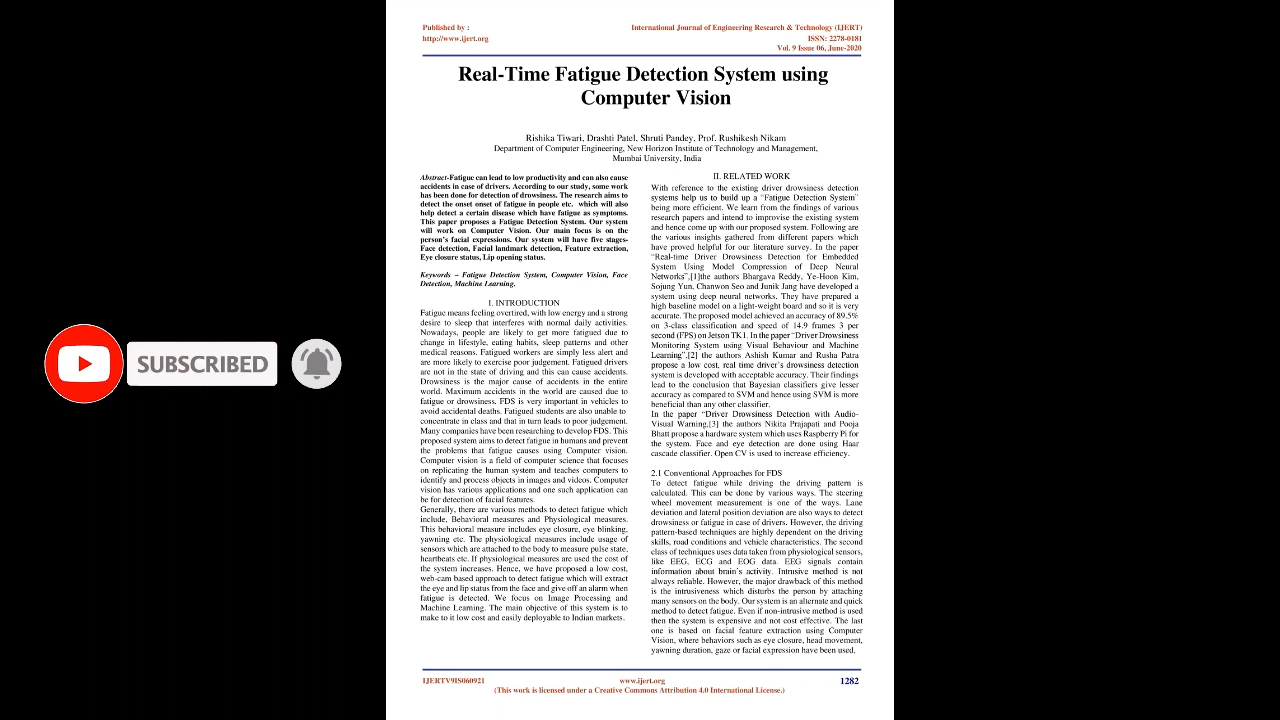 Published by :
http://www.ijert.org
International Journal of Engineering Research & Technology (IJERT)
ISSN: 2278-0181
Vol. 9 Issue 06, June-2020
Real-Time Fatigue Detection System using
Computer Vision
Rishika Tiwari, Drashti Patel, Shruti Pandey, Prof. Rushikesh Nikam
Department of Computer Engineering, New Horizon Institute of Technology and Management,
Mumbai University, India
Abstract-Fatigue can lead to low productivity and can also cause
accidents in case of drivers. According to our study, some work
has been done for detection of drowsiness. The research aims to
detect the onset onset of fatigue in people etc. which will also
help detect a certain disease which have fatigue as symptoms.
This paper proposes a Fatigue Detection System. Our system
will work on Computer Vision. Our main focus is on the
person's facial expressions. Our system will have five stages-
Face detection, Facial landmark detection, Feature extraction,
Eye closure status, Lip opening status.
Keywords – Fatigue Detection System, Computer Vision, Face
Detection, Machine Learning.
I. INTRODUCTION
Fatigue means feeling overtired, with low energy and a strong
desire to sleep that interferes with normal daily activities.
Nowadays, people are likely to get more fatigued due to
change in lifestyle, eating habits, sleep patterns and other
medical reasons. Fatigued workers are simply less alert and
are more likely to exercise poor judgement. Fatigued drivers
are not in the state of driving and this can cause accidents.
Drowsiness is the major cause of accidents in the entire
world. Maximum accidents in the world are caused due to
fatigue or drowsiness, FDS is very important in vehicles to
avoid accidental deaths. Fatigued students are also unable to
concentrate in class and that in turn leads to poor judgement.
Many companies have been researching to develop FDS. This
proposed system aims to detect fatigue in humans and prevent
the problems that fatigue causes using Computer vision.
Computer vision is a field of computer science that focuses
on replicating the human system and teaches computers to
identify and process objects in images and videos. Computer
vision has various applications and one such application can
be for detection of facial features.
Generally, there are various methods to detect fatigue which
include, Behavioral measures and Physiological measures.
This behavioral measure includes eye closure, eye blinking,
yawning etc. The physiological measures include usage of
sensors which are attached to the body to measure pulse state,
heartbeats etc. If physiological measures are used the cost of
the system increases. Hence, we have proposed a low cost,
web-cam based approach to detect fatigue which will extract
the eye and lip status from the face and give off an alarm when
fatigue is detected. We focus on Image Processing and
Machine Learning. The main objective of this system is to
make to it low cost and easily deployable to Indian markets.
II. RELATED WORK
With reference to the existing driver drowsiness detection
systems help us to build up a “Fatigue Detection System”
being more efficient. We learn from the findings of various
research papers and intend to improvise the existing system
and hence come up with our proposed system. Following are
the various insights gathered from different papers which
have proved helpful for our literature survey. In the paper
“Real-time Driver Drowsiness Detection for Embedded
System Using Model Compression of Deep Neural
Networks”,[1]the authors Bhargava Reddy, Ye-Hoon Kim,
Sojung Yun, Chanwon Seo and Junik Jang have developed a
system using deep neural networks. They have prepared a
high baseline model on a light-weight board and so it is very
accurate. The proposed model achieved an accuracy of 89.5%
on 3-class classification and speed of 14.9 frames 3 per
second (FFS) on Jetson TK1. In the paper “Driver Drowsiness
Monitoring System using Visual Behaviour and Machine
Learning”,[2] the authors Ashish Kumar and Rusha Patra
propose a low cost, real time driver’s drowsiness detection
system is developed with acceptable accuracy. Their findings
lead to the conclusion that Bayesian classifiers give lesser
accuracy as compared to SVM and hence using SVM is more
beneficial than any other classifier.
In the paper “Driver Drowsiness Detection with Audio-
Visual Warning,[3] the authors Nikita Prajapati and Pooja
Bhatt propose a hardware system which uses Raspberry Pi for
the system. Face and eye detection are done using Haar
cascade classifier. Open CV is used to increase efficiency.
2.1 Conventional Approaches for FDS
To detect fatigue while driving the driving pattern is
calculated. This can be done by various ways. The steering
wheel movement measurement is one of the ways. Lane
deviation and lateral position deviation are also ways to detect
drowsiness or fatigue in case of drivers. However, the driving
pattern-based techniques are highly dependent on the driving
skills, road conditions and vehicle characteristics. The second
class of techniques uses data taken from physiological sensors,
like EEG, ECG and EOG data. EEG signals contain
information about brain’s activity. Intrusive method is not
always reliable. However, the major drawback of this method
is the intrusiveness which disturbs the person by attaching
many sensors on the body. Our system is an alternate and quick
method to detect fatigue. Even if non-intrusive method is used
then the system is expensive and not cost effective. The last
one is based on facial feature extraction using Computer
Vision, where behaviors such as eye closure, head movement,
yawning duration, gaze or facial expression have been used.
SUBSCRIBED
IJERTV9IS060921
www.ijert.org
(This work is licensed under a Creative Commons Attribution 4.0 International License.)
1282